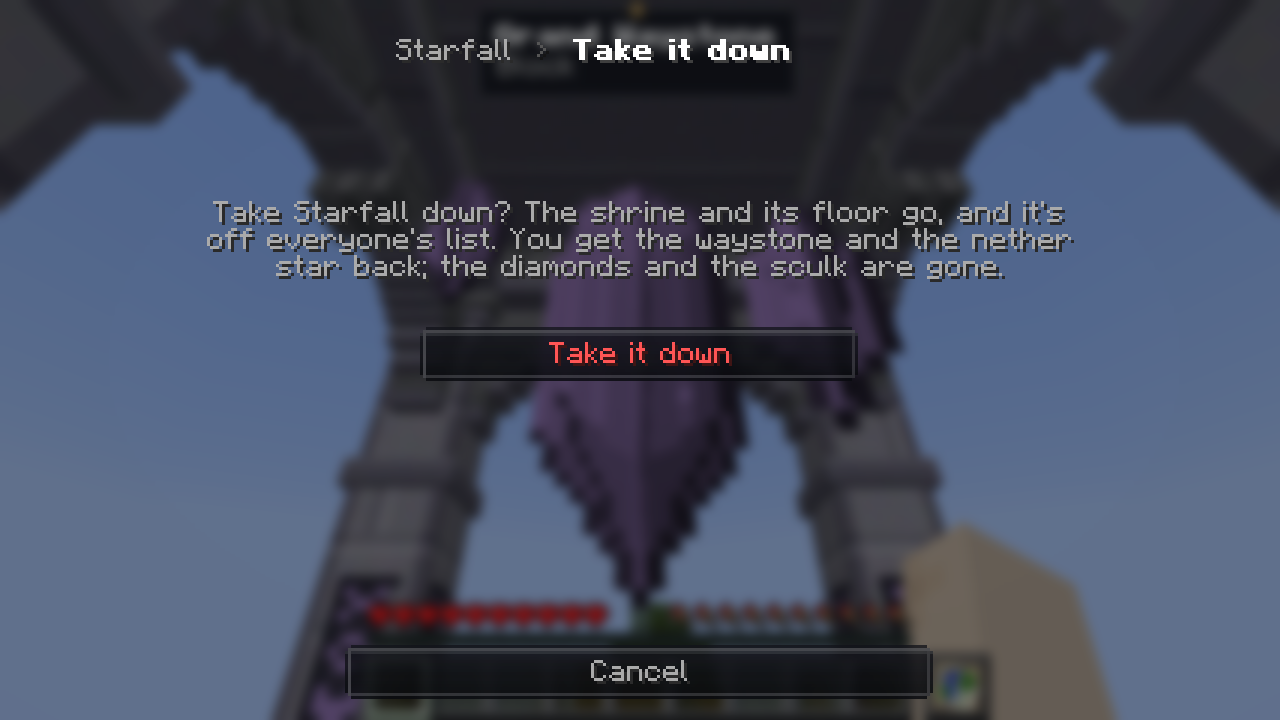 Starfall > Take it down
Take Starfall down? The shrine and its floor go, and it's
off everyone's list. You get the waystone and the nether
star back; the diamonds and the sculk are gone.
Take it down
Cancel